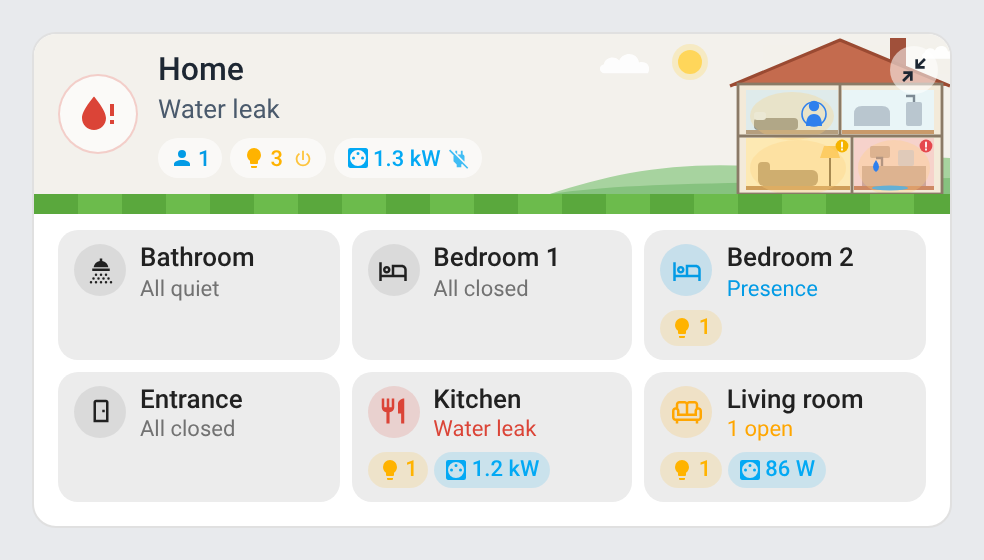 Home
Water leak
1 3 1.3 kW
Bathroom
All quiet
Bedroom 1
All closed
Bedroom 2
Presence
1
Entrance
All closed
Kitchen
Water leak
1 1.2 kW
Living room
1 open
1 86 W